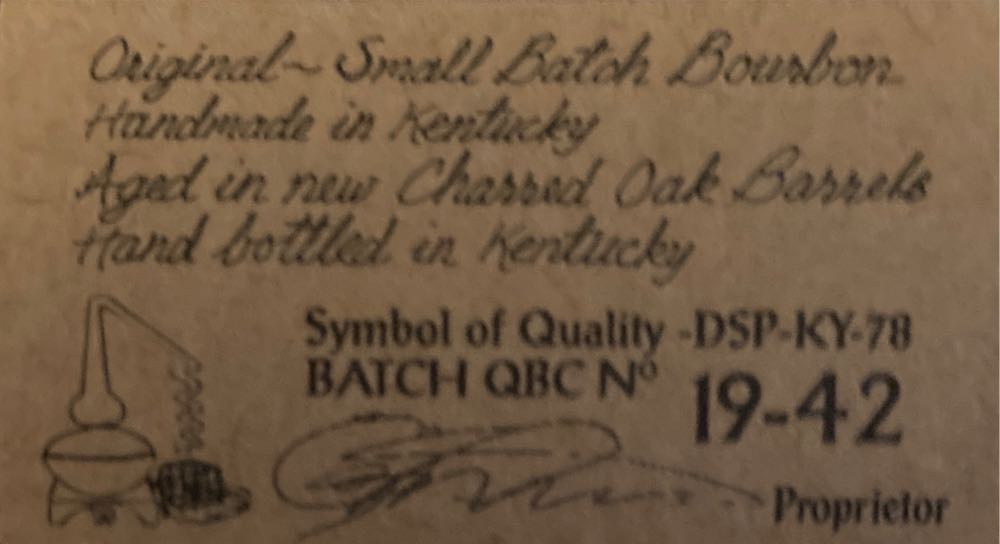 Original~ Small Batch Bourbon
Handmade in Kentucky
Aged in new Charred Oak Barrels
Hand bottled in Kentucky
Symbol of Quality -DSP-KY-78
BATCH QBC Nº 19-42
Proprietor